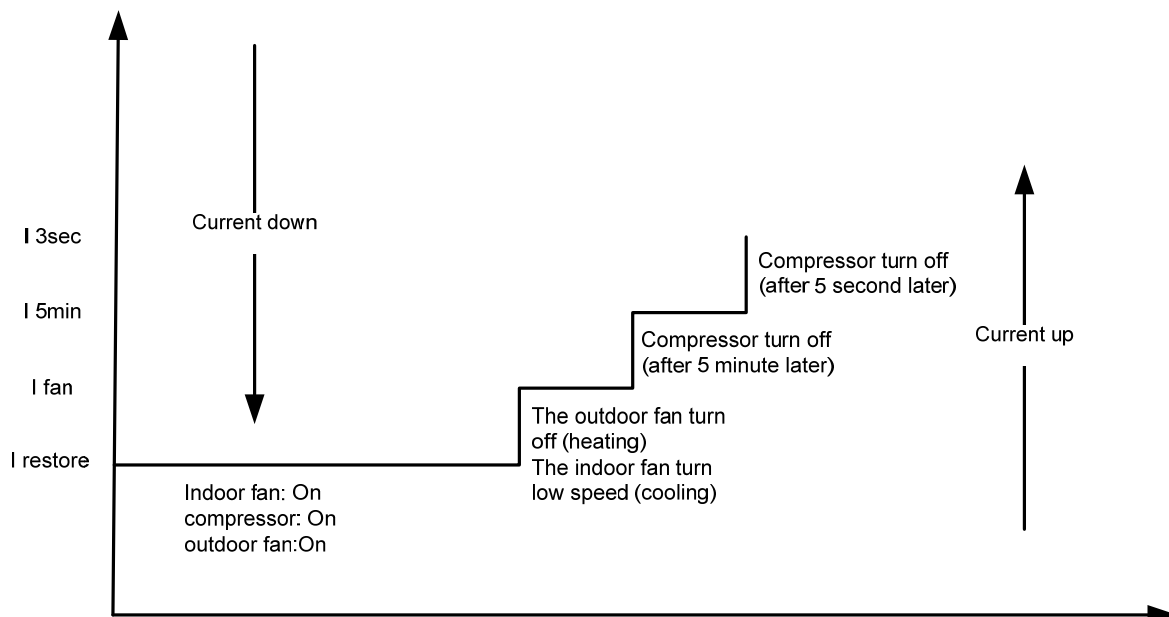 Current down
I 3sec
Compressor turn off
(after 5 second later)
I 5min
Compressor turn off
(after 5 minute later)
Current up
I fan
The outdoor fan turn
off (heating)
The indoor fan turn
low speed (cooling)
I restore
Indoor fan: On
compressor: On
outdoor fan:On